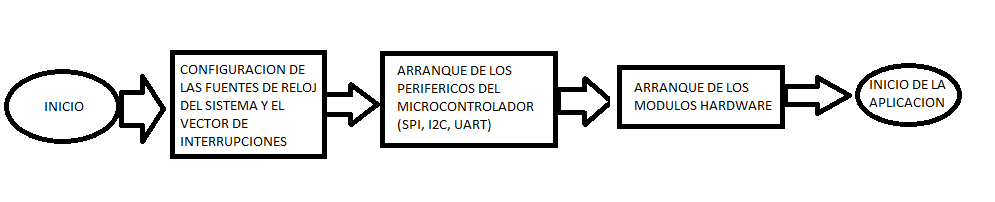 INICIO
CONFIGURACION DE
LAS FUENTES DE RELOJ
DEL SISTEMA Y EL
VECTOR DE
INTERRUPCIONES
ARRANQUE DE LOS
PERIFERICOS DEL
MICROCONTROLADOR
(SPI, I2C, UART)
ARRANQUE DE LOS
MODULOS HARDWARE
INICIO DE LA
APLICACION